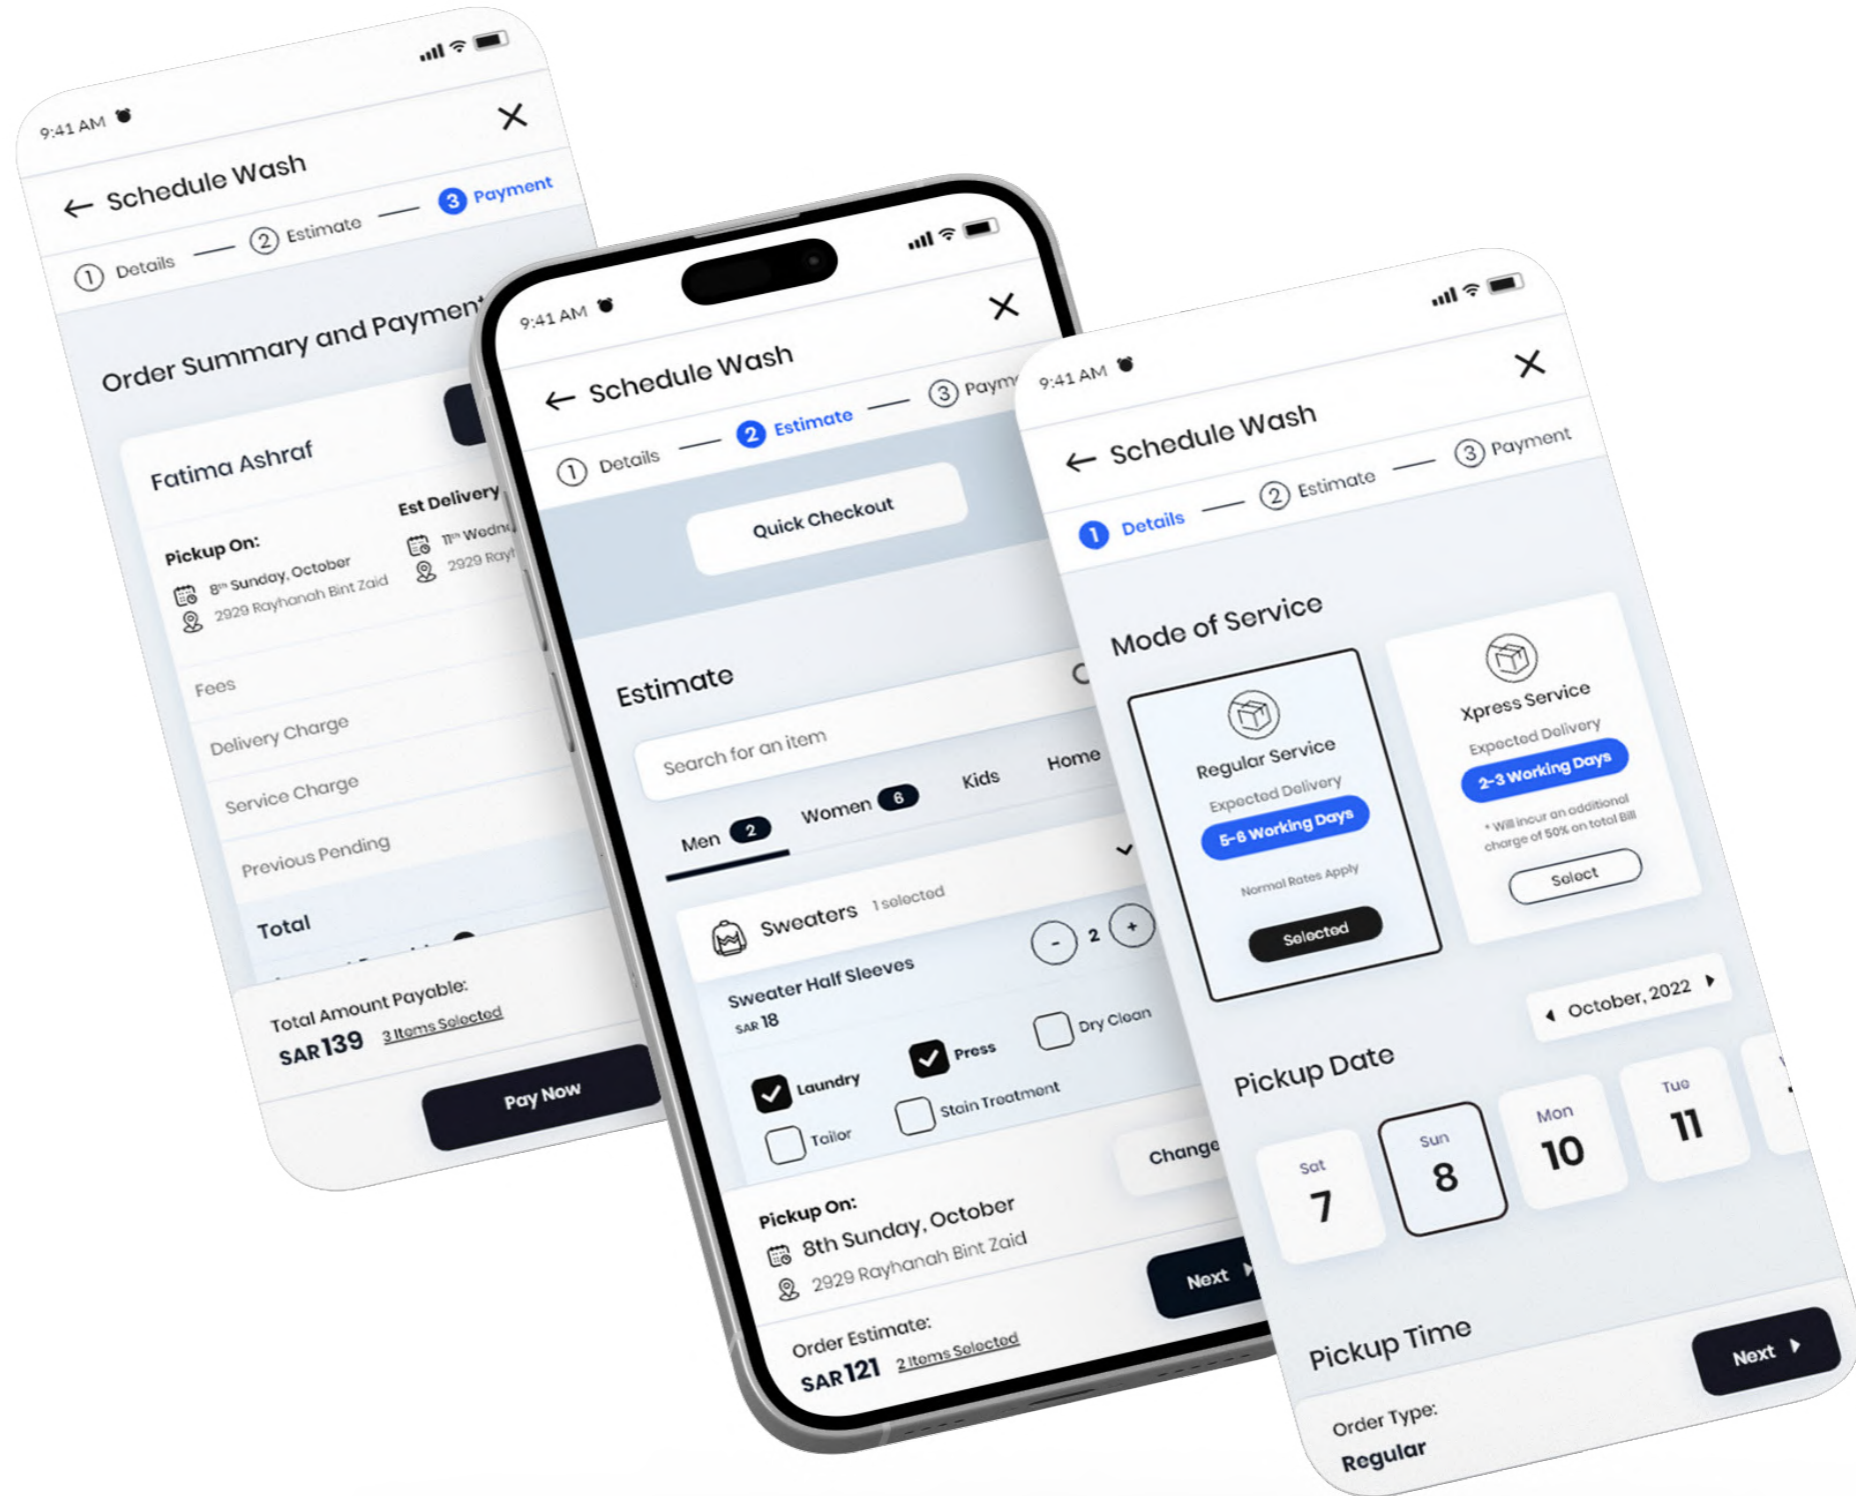 9:41 AM
Schedule Wash
1 Details
2 Estimate
3 Payment
Order Summary and Payment
Fatima Ashraf
Pickup On:
8th Sunday, October
2929 Rayhanah Bint Zaid
Est Delivery
11th
2929
Fees
Delivery Charge
Service Charge
Previous Pending
Total
Total Amount Payable:
SAR 139 3 Items Selected
Pay Now
9:41 AM
Schedule Wash
1 Details
2 Estimate
3
Quick Checkout
Estimate
Search for an item
Men 2
Women 6
Kids
Home
Sweaters 1 selected
Sweater Half Sleeves
- 2 +
SAR 18
Laundry
Press
Dry Clean
Tailor
Stain Treatment
Pickup On:
Change
8th Sunday, October
2929 Rayhanah Bint Zaid
Next
Order Estimate:
SAR 121 2 Items Selected
9:41 AM
Schedule Wash
1 Details
2 Estimate
3 Payment
Mode of Service
Regular Service
Expected Delivery
5-6 Working Days
Normal Rates Apply
Selected
Xpress Service
Expected Delivery
2-3 Working Days
* Will incur an additional
charge of 50% on total Bill
Select
October, 2022
Pickup Date
Sat
7
Sun
8
Mon
10
Tue
11
Pickup Time
Next
Order Type:
Regular